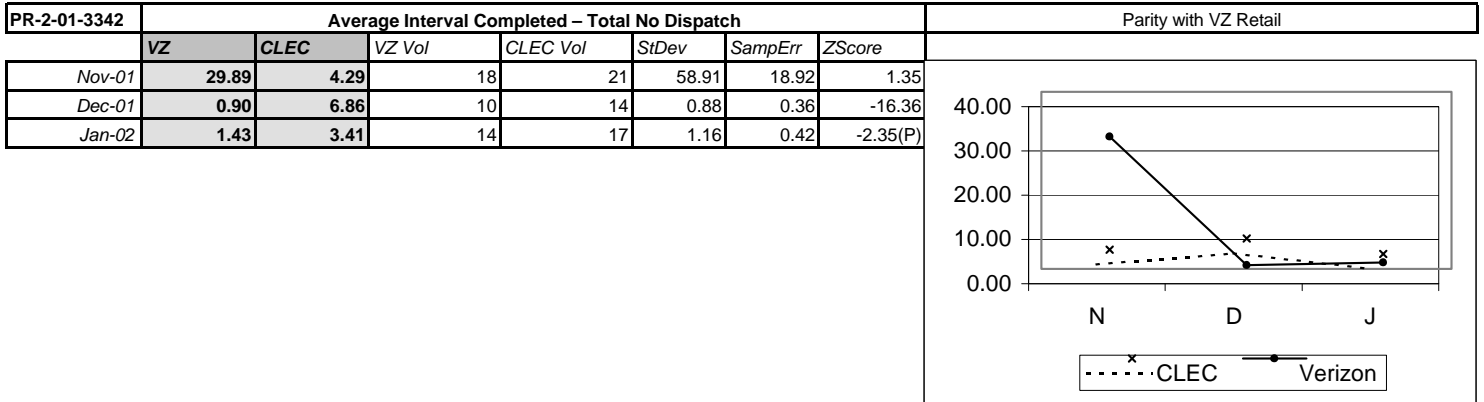 PR-2-01-3342 Average Interval Completed – Total No Dispatch Parity with VZ Retail
VZ CLEC VZ Vol CLEC Vol StDev SampErr ZScore
Nov-01 29.89 4.29 18 21 58.91 18.92 1.35
Dec-01 0.90 6.86 10 14 0.88 0.36 -16.36
Jan-02 1.43 3.41 14 17 1.16 0.42 -2.35(P)
40.00
30.00
20.00
10.00
0.00
N D J
CLEC Verizon